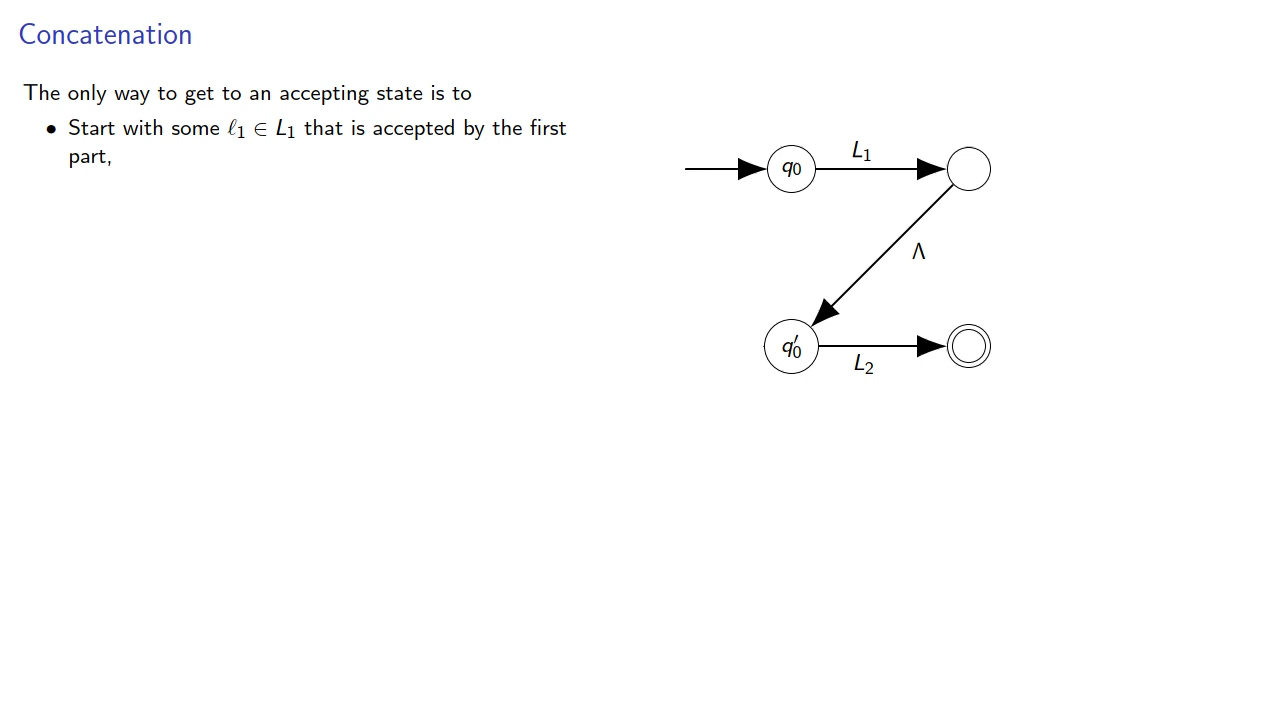 Concatenation
The only way to get to an accepting state is to
• Start with some ℓ₁ ∈ L₁ that is accepted by the first
part,
L₁
q₀
Λ
q₀′
L₂